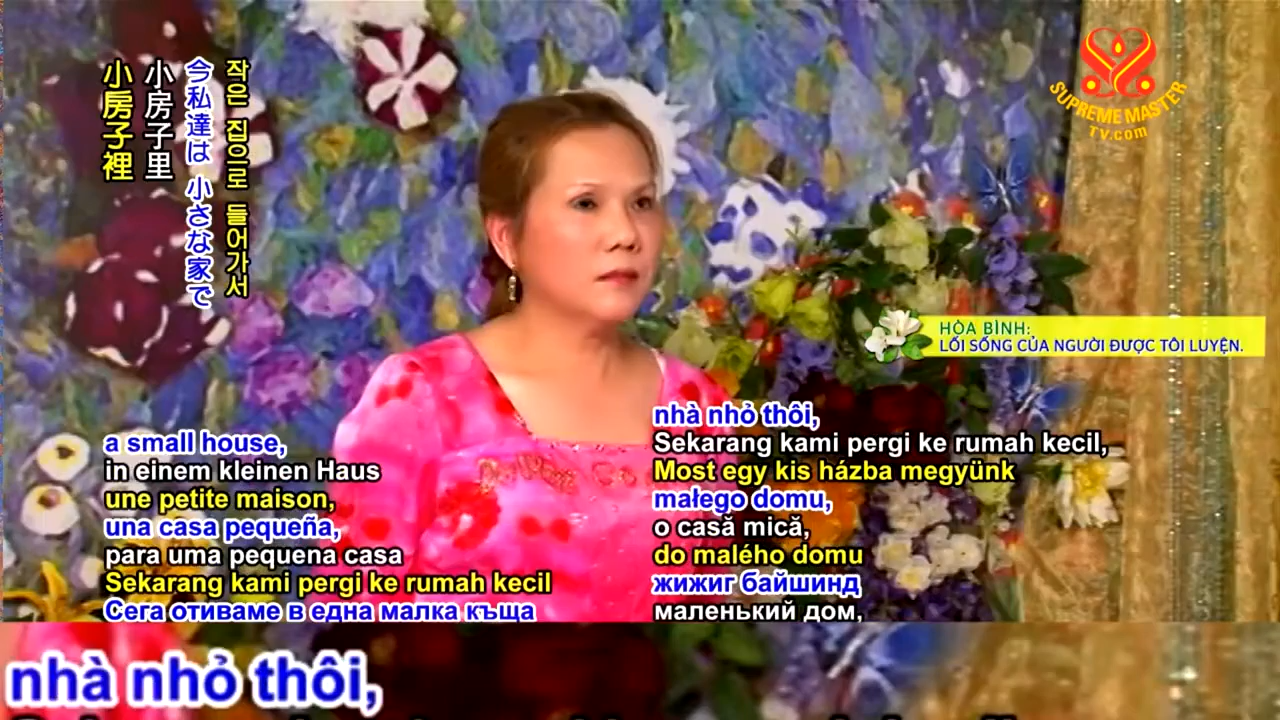 작은 집으로 들어가서
今私達は 小さな家で
小房子里
小房子裡
SUPREME MASTER
TV.com
HÒA BÌNH:
LỐI SỐNG CỦA NGƯỜI ĐƯỢC TÔI LUYỆN.
a small house,
in einem kleinen Haus
une petite maison,
una casa pequeña,
para uma pequena casa
Sekarang kami pergi ke rumah kecil
Сега отиваме в една малка къща
nhà nhỏ thôi,
Sekarang kami pergi ke rumah kecil,
Most egy kis házba megyünk
małego domu,
o casă mică,
do malého domu
жижиг байшинд
маленький дом,
nhà nhỏ thôi,